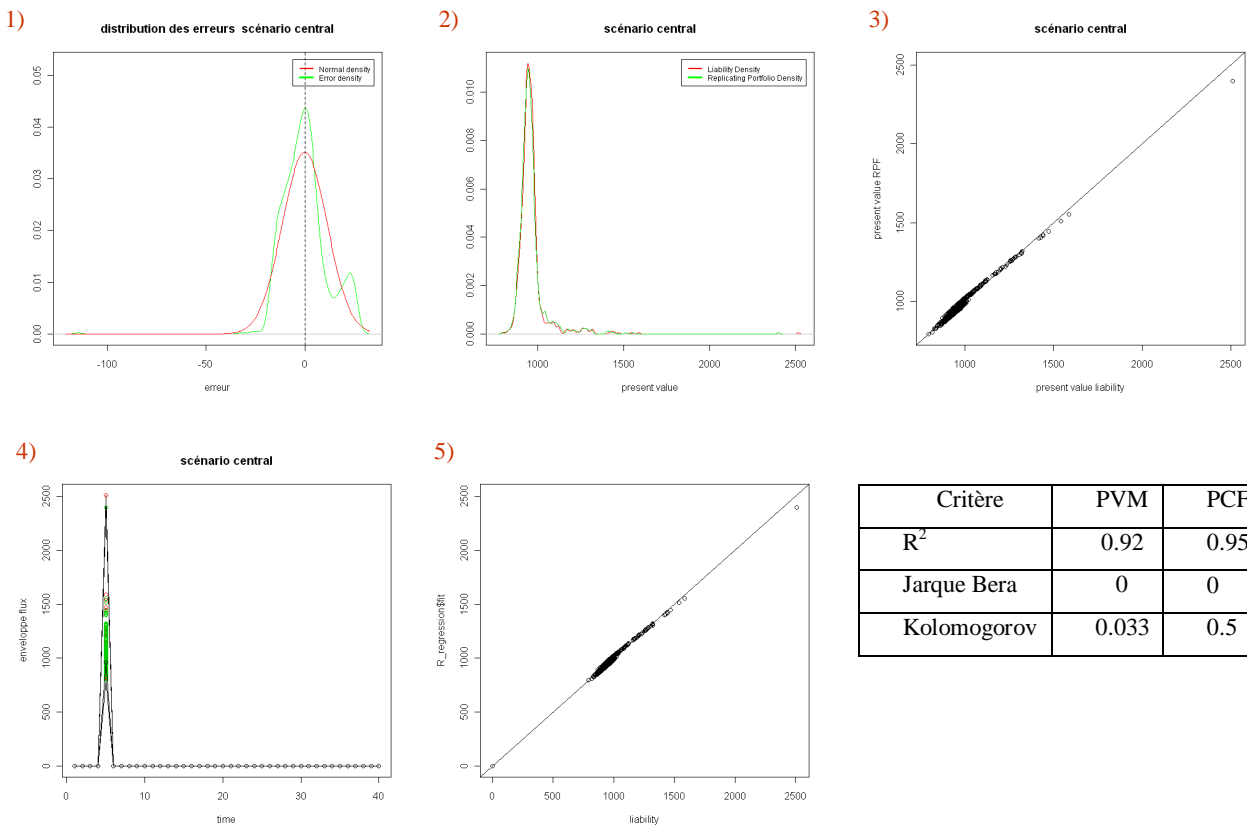 1)
distribution des erreurs scénario central
Normal density
Error density
0.05
0.04
0.03
0.02
0.01
0.00
-100
-50
0
erreur
2)
scénario central
Liability Density
Replicating Portfolio Density
0.010
0.008
0.006
0.004
0.002
0.000
1000
1500
2000
2500
present value
3)
scénario central
present value RPF
2500
2000
1500
1000
1000
1500
2000
2500
present value liability
4)
scénario central
enveloppe flux
2500
2000
1500
1000
500
0
0
10
20
30
40
time
5)
R_regression$fit
2500
2000
1500
1000
500
0
0
500
1000
1500
2000
2500
liability
Critère PVM PCF
R² 0.92 0.95
Jarque Bera 0 0
Kolomogorov 0.033 0.5